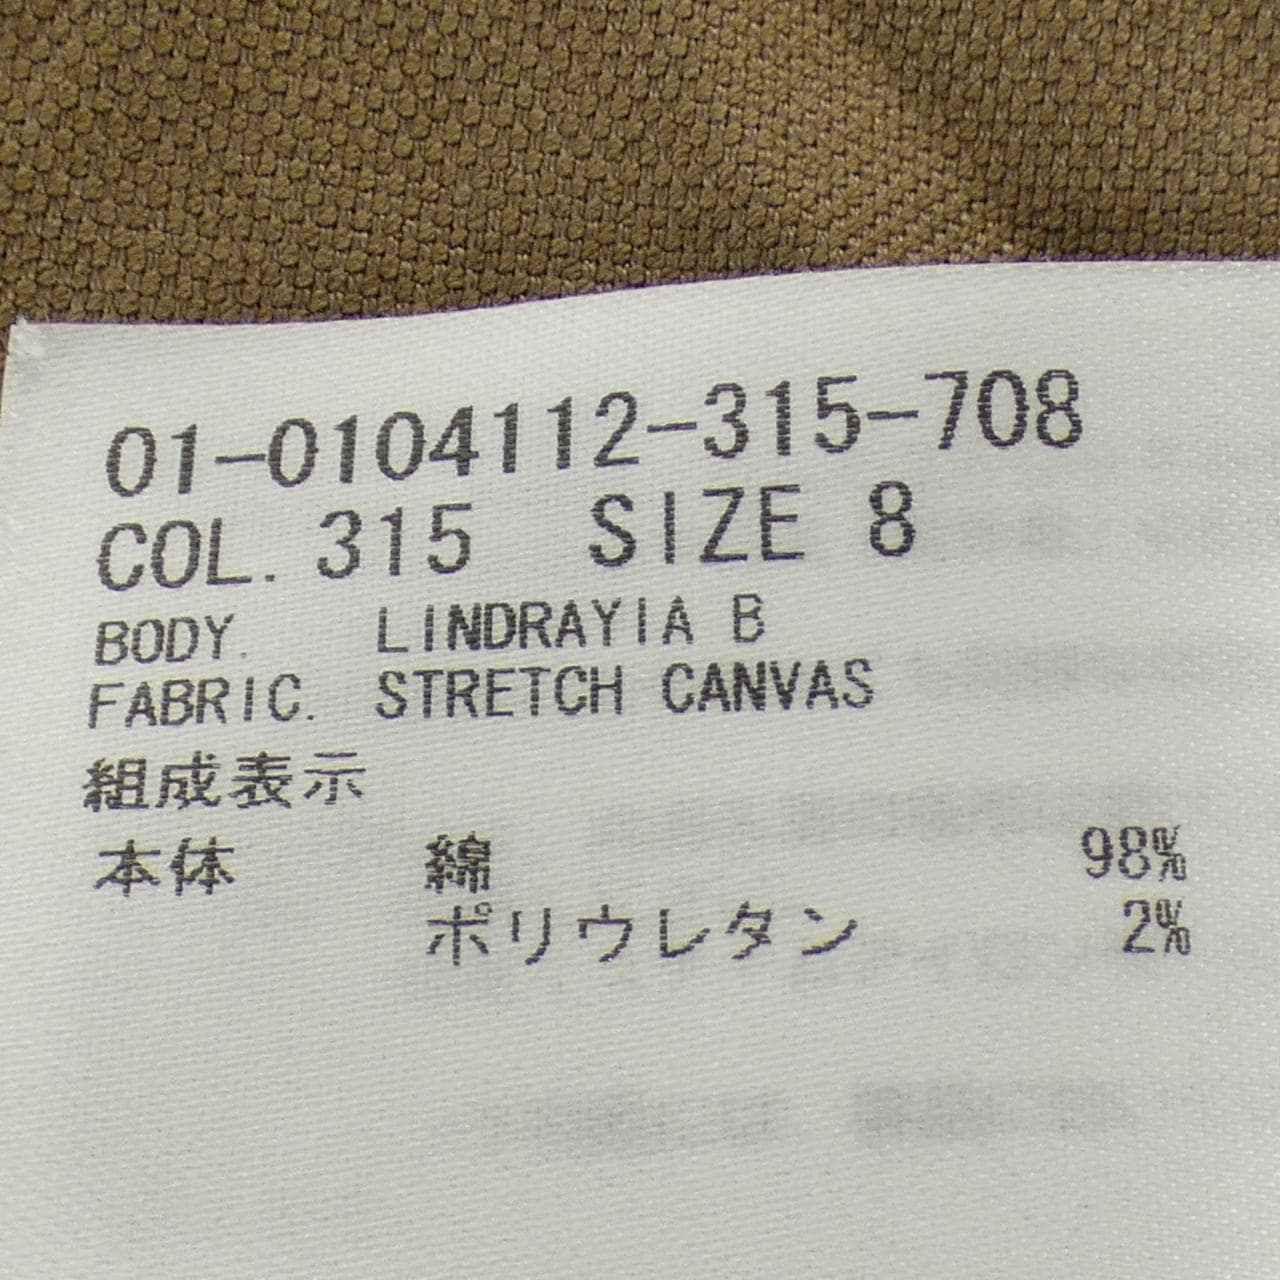 01-0104112-315-708
COL. 315 SIZE 8
BODY. LINDRAYIA B
FABRIC. STRETCH CANVAS
組成表示
本体 綿 98%
ポリウレタン 2%